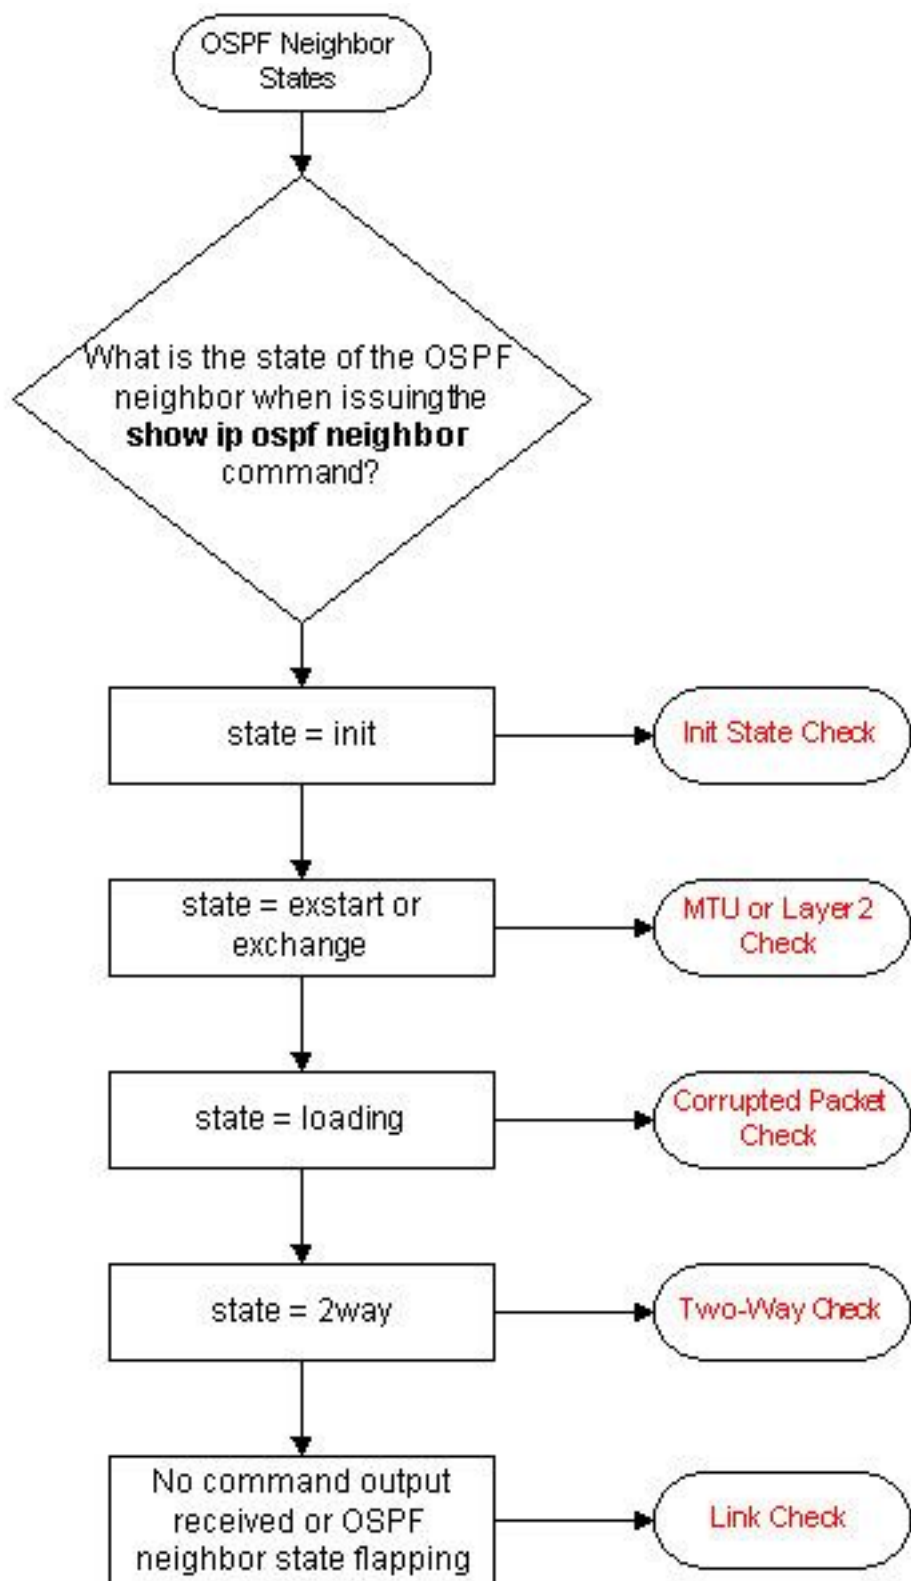 OSPF Neighbor
States
What is the state of the OSPF
neighbor when issuing the
show ip ospf neighbor
command?
state = init
Init State Check
state = exstart or
exchange
MTU or Layer 2
Check
state = loading
Corrupted Packet
Check
state = 2way
Two-Way Check
No command output
received or OSPF
neighbor state flapping
Link Check